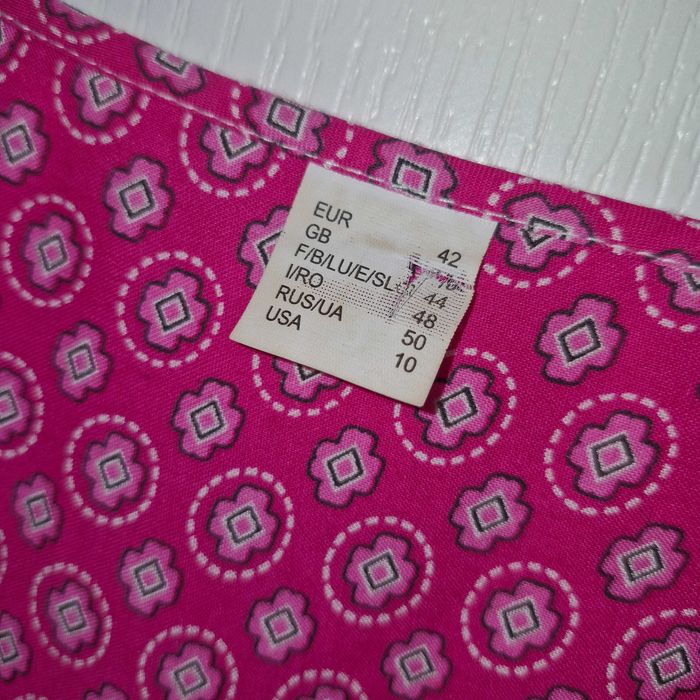 EUR 42
GB
F/B/LU/E/SL 44
I/RO 48
RUS/UA 50
USA 10